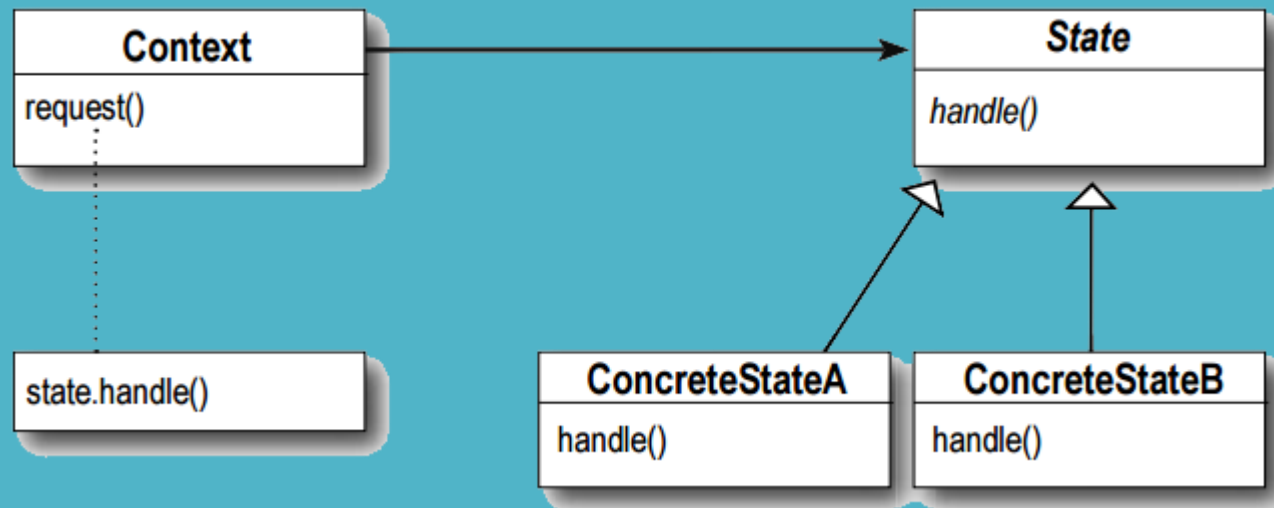 Context
request()
State
handle()
state.handle()
ConcreteStateA
handle()
ConcreteStateB
handle()